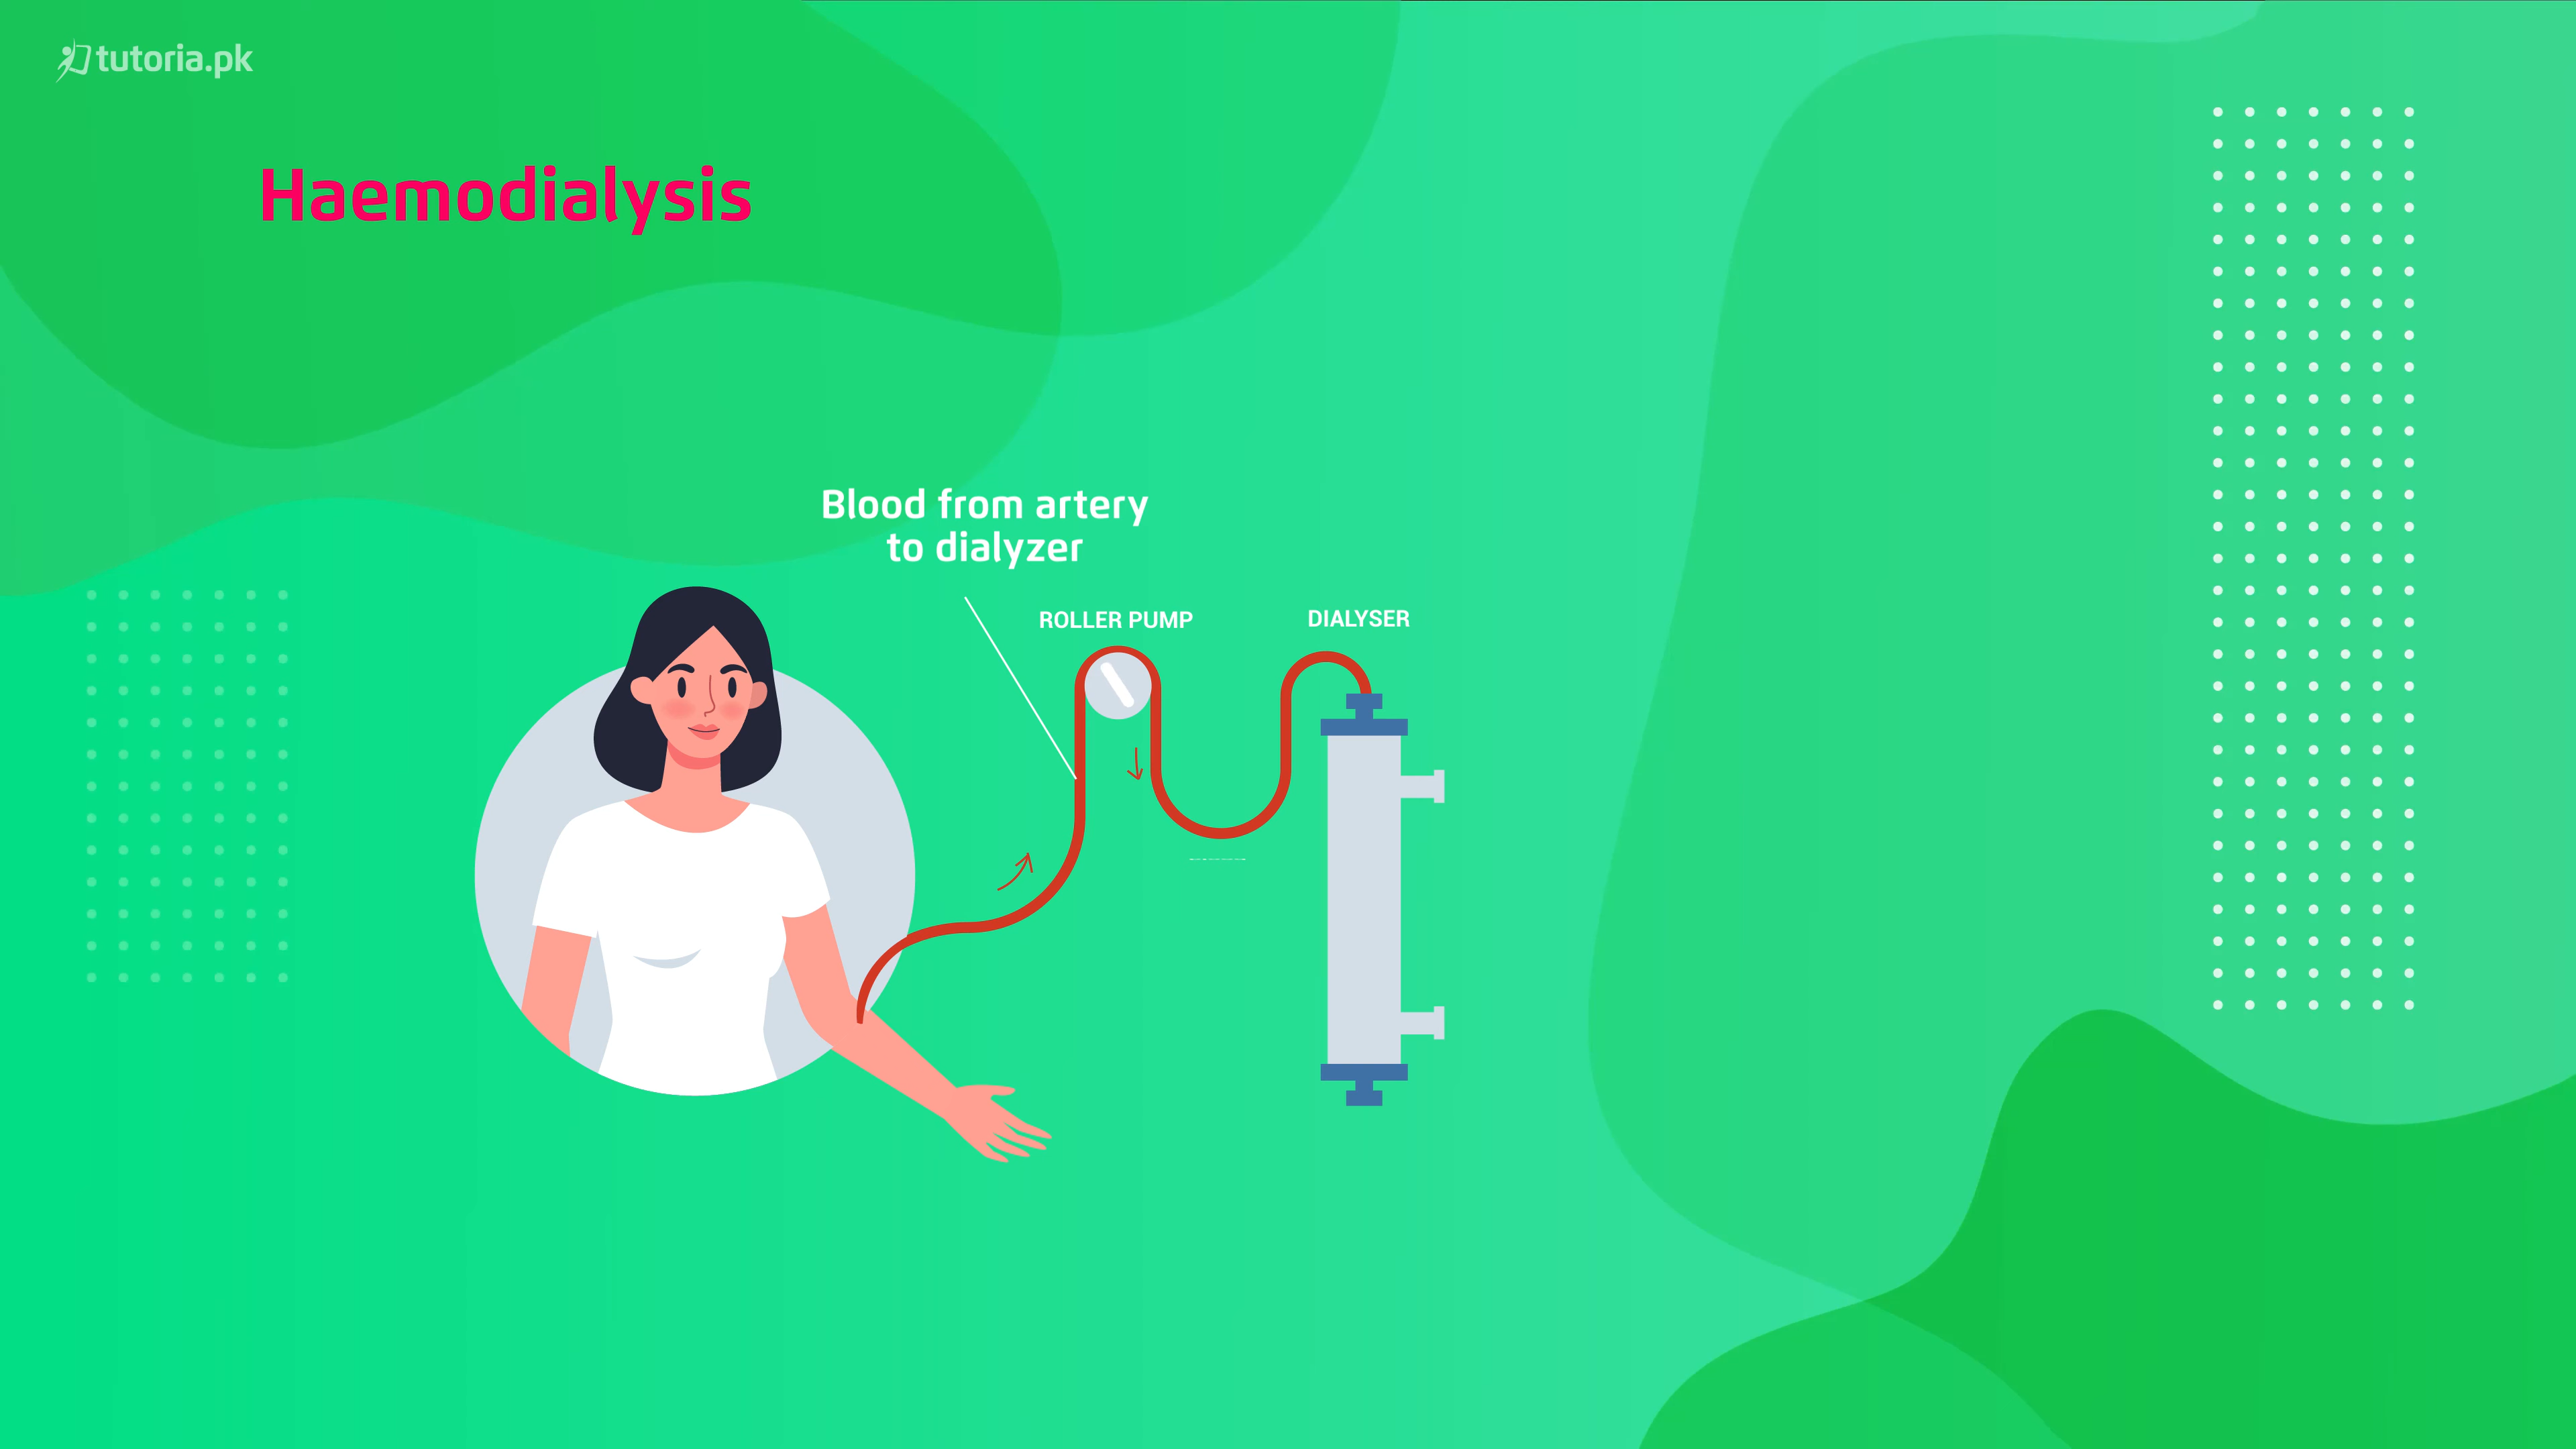 tutoria.pk
Haemodialysis
Blood from artery
to dialyzer
ROLLER PUMP
DIALYSER